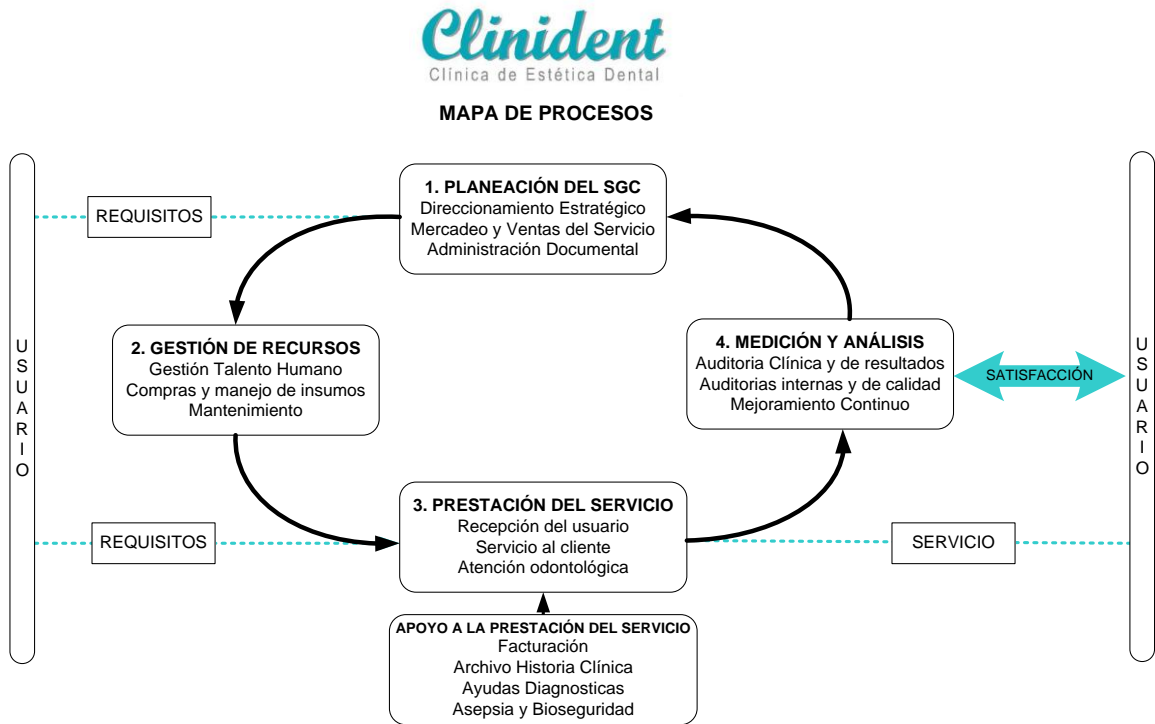 Clinident
Clínica de Estética Dental
MAPA DE PROCESOS
1. PLANEACIÓN DEL SGC
Direccionamiento Estratégico
Mercadeo y Ventas del Servicio
Administración Documental
REQUISITOS
USUARIO
2. GESTIÓN DE RECURSOS
Gestión Talento Humano
Compras y manejo de insumos
Mantenimiento
4. MEDICIÓN Y ANÁLISIS
Auditoria Clínica y de resultados
Auditorias internas y de calidad
Mejoramiento Continuo
SATISFACCIÓN
USUARIO
REQUISITOS
3. PRESTACIÓN DEL SERVICIO
Recepción del usuario
Servicio al cliente
Atención odontológica
SERVICIO
APOYO A LA PRESTACIÓN DEL SERVICIO
Facturación
Archivo Historia Clínica
Ayudas Diagnosticas
Asepsia y Bioseguridad